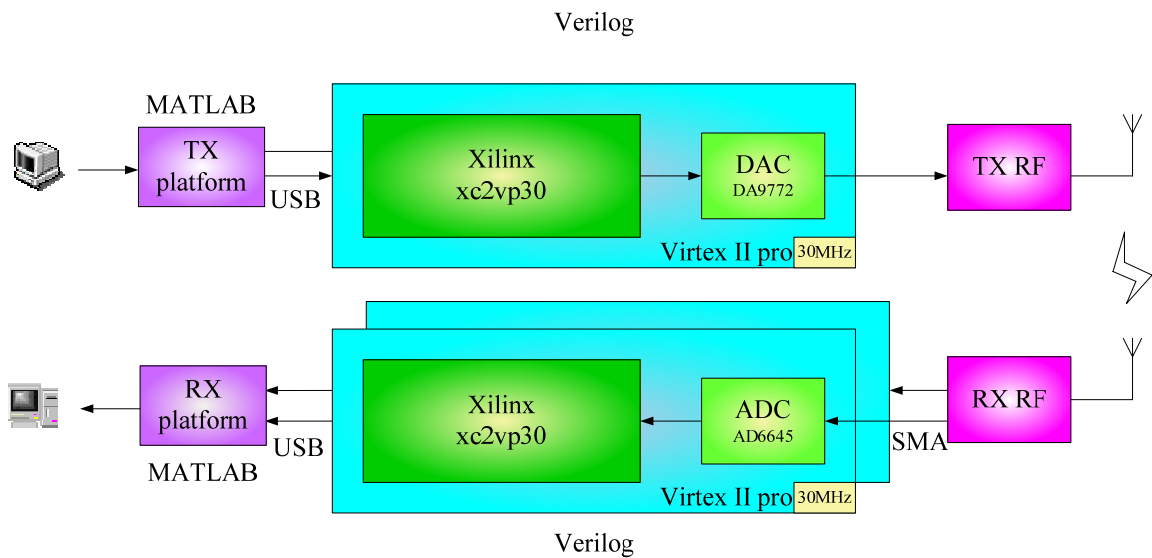 Verilog
MATLAB
TX
platform
USB
Xilinx
xc2vp30
DAC
DA9772
Virtex II pro
30MHz
TX RF
RX
platform
MATLAB
USB
Xilinx
xc2vp30
ADC
AD6645
Virtex II pro
30MHz
SMA
RX RF
Verilog